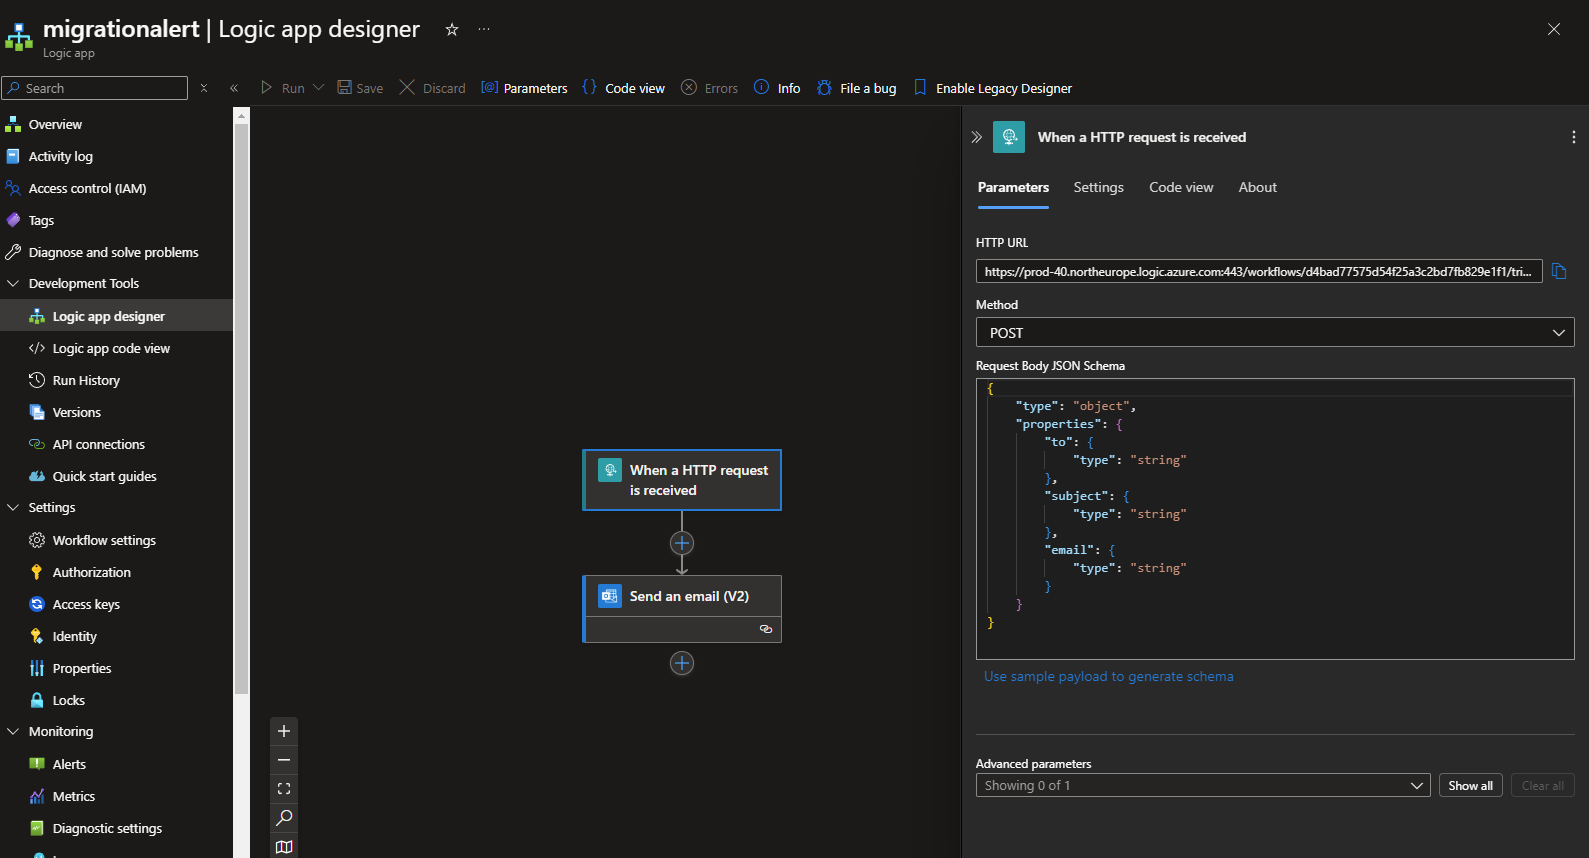 migrationalert | Logic app designer
Logic app
Search
Run
Save
Discard
Parameters
Code view
Errors
Info
File a bug
Enable Legacy Designer
Overview
Activity log
Access control (IAM)
Tags
Diagnose and solve problems
Development Tools
Logic app designer
Logic app code view
Run History
Versions
API connections
Quick start guides
Settings
Workflow settings
Authorization
Access keys
Identity
Properties
Locks
Monitoring
Alerts
Metrics
Diagnostic settings
When a HTTP request
is received
Send an email (V2)
When a HTTP request is received
Parameters
Settings
Code view
About
HTTP URL
https://prod-40.northeurope.logic.azure.com:443/workflows/d4bad77575d54f25a3c2bd7fb829e1f1/tri...
Method
POST
Request Body JSON Schema
{
"type": "object",
"properties": {
"to": {
"type": "string"
},
"subject": {
"type": "string"
},
"email": {
"type": "string"
}
}
}
Use sample payload to generate schema
Advanced parameters
Showing 0 of 1
Show all
Clear all